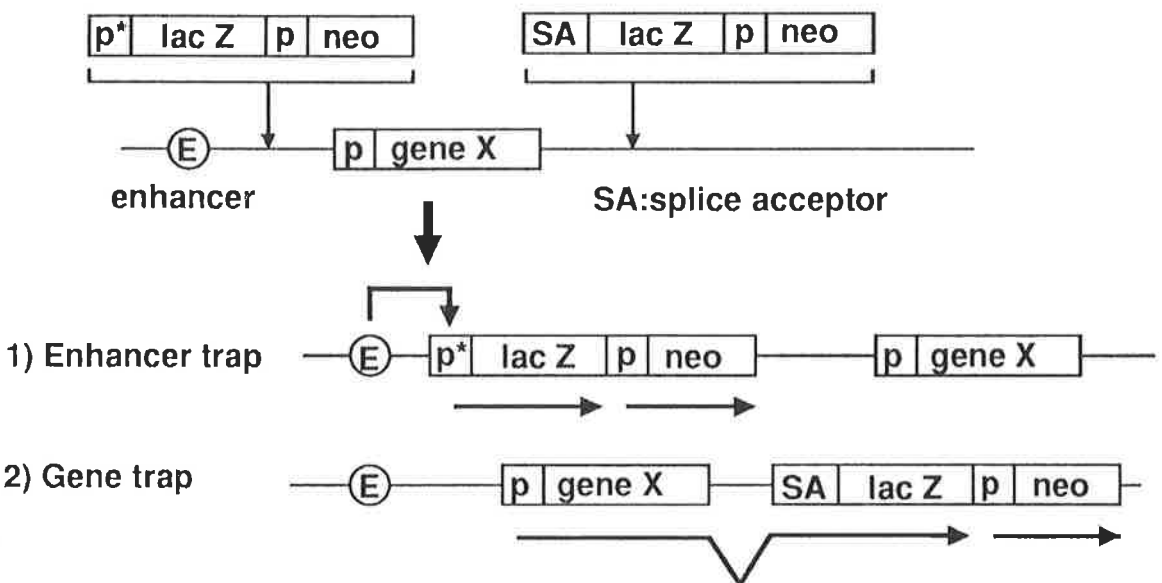 p* lac Z p neo SA lac Z p neo
E p gene X
enhancer SA:splice acceptor
1) Enhancer trap E p* lac Z p neo p gene X
2) Gene trap E p gene X SA lac Z p neo